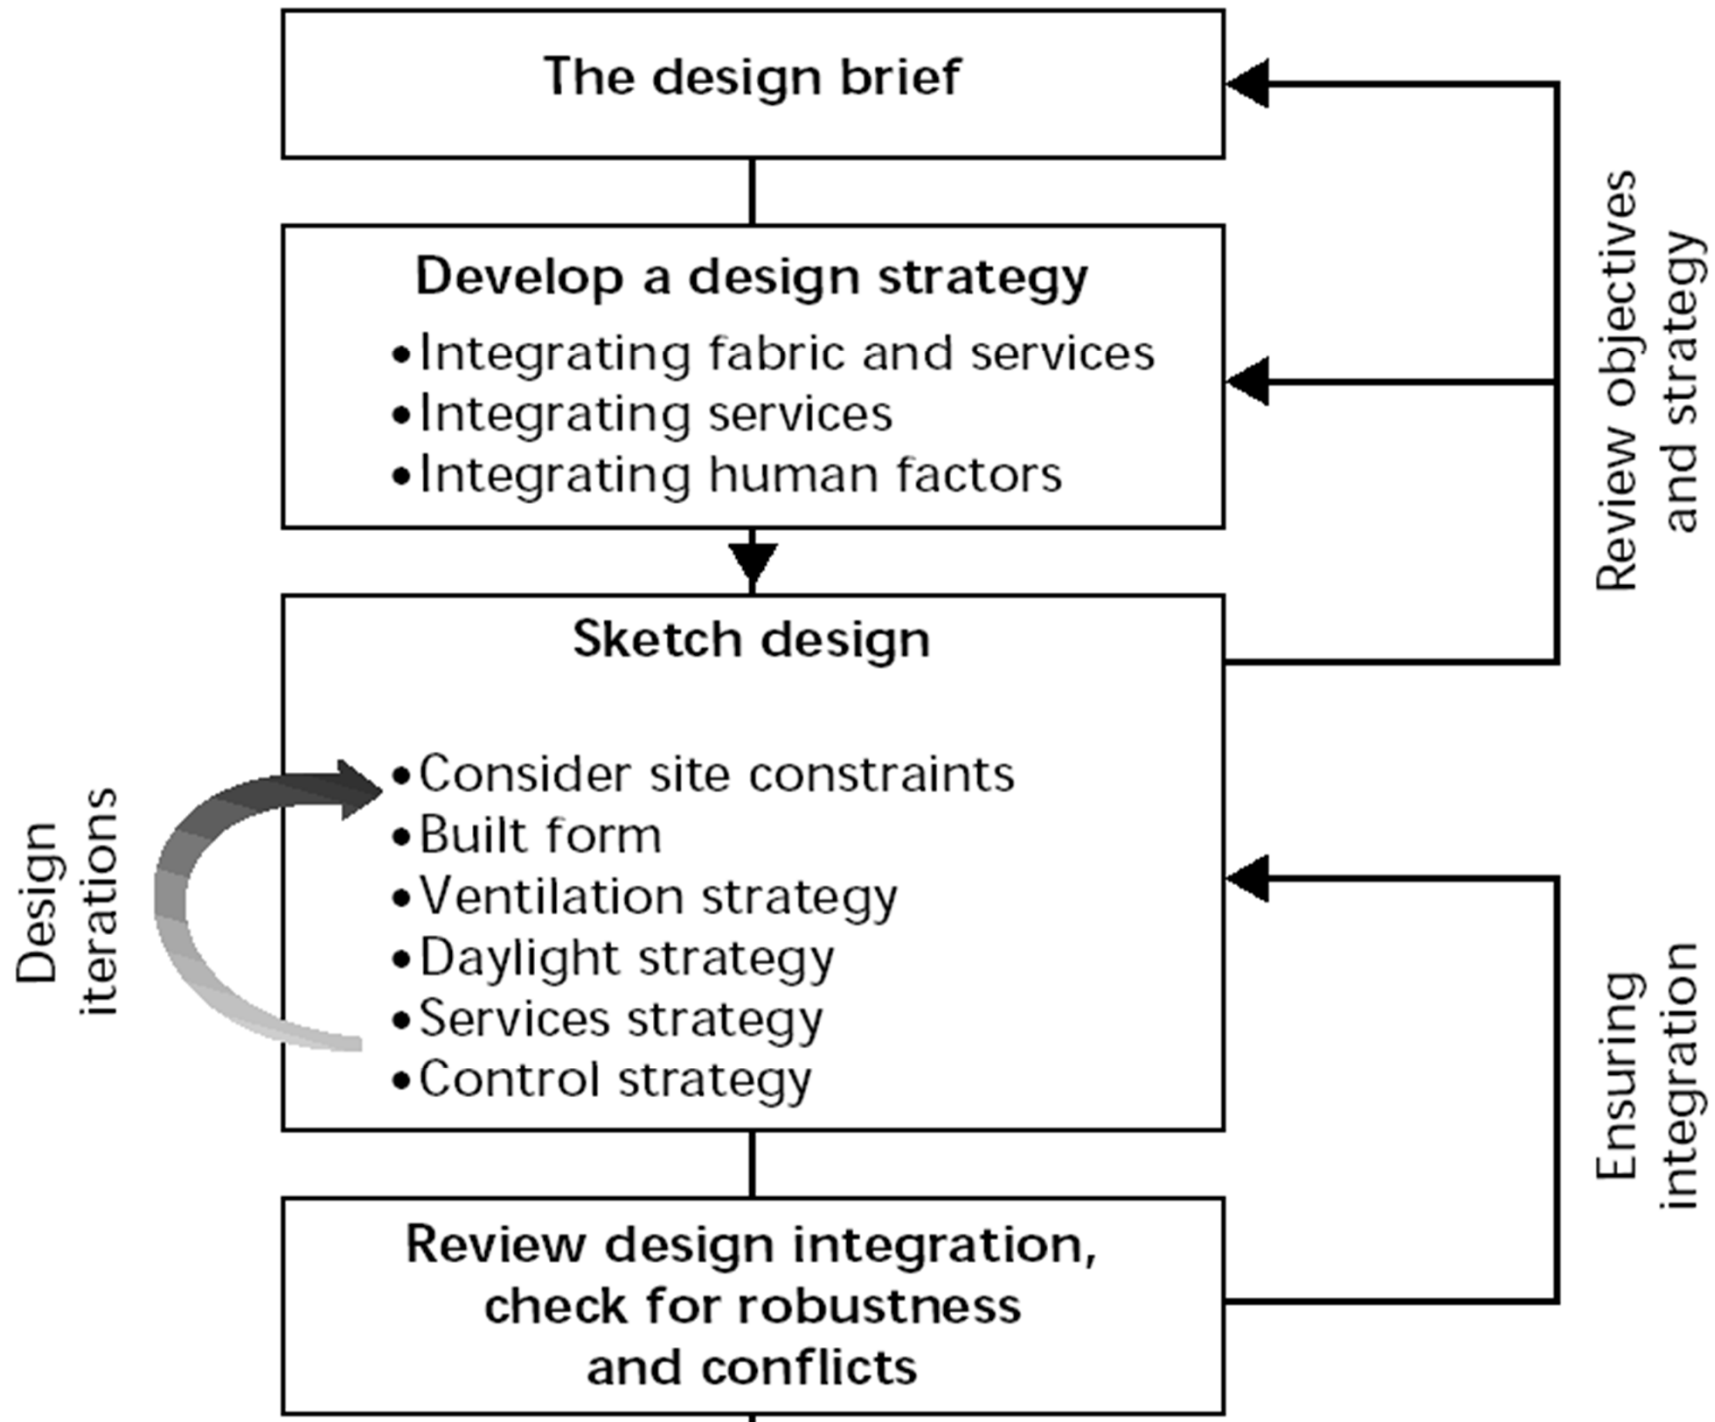 The design brief
Develop a design strategy
•Integrating fabric and services
•Integrating services
•Integrating human factors
Review objectives
and strategy
Sketch design
•Consider site constraints
•Built form
•Ventilation strategy
•Daylight strategy
•Services strategy
•Control strategy
Design
iterations
Ensuring
integration
Review design integration,
check for robustness
and conflicts